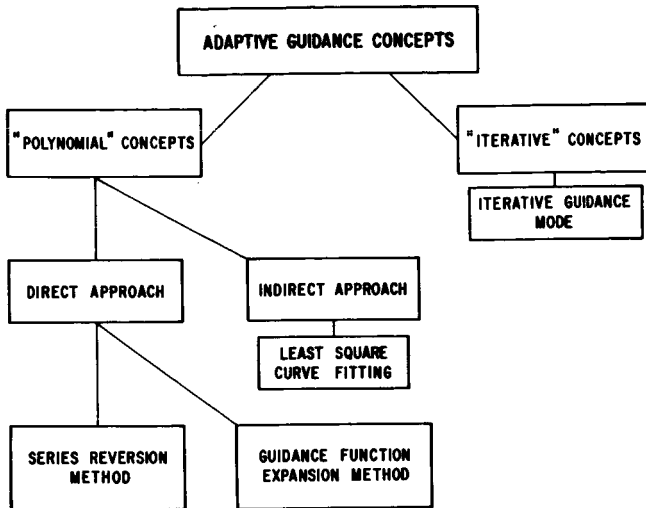 ADAPTIVE GUIDANCE CONCEPTS
"POLYNOMIAL" CONCEPTS
"ITERATIVE" CONCEPTS
ITERATIVE GUIDANCE
MODE
DIRECT APPROACH
INDIRECT APPROACH
LEAST SQUARE
CURVE FITTING
SERIES REVERSION
METHOD
GUIDANCE FUNCTION
EXPANSION METHOD